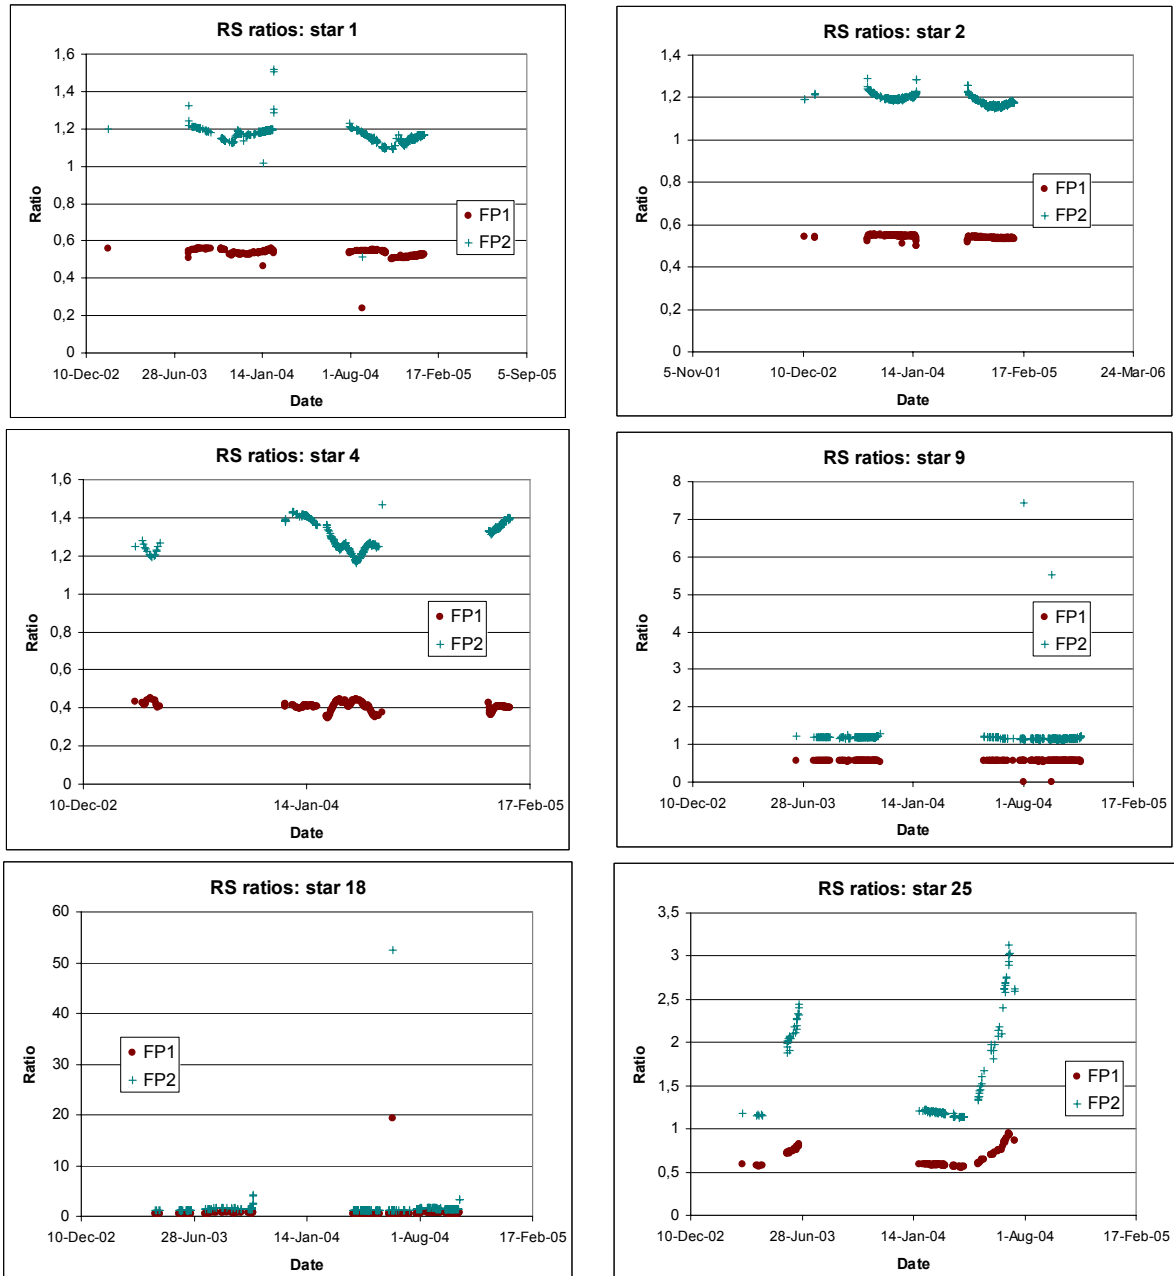 RS ratios: star 1
1,6
1,4
1,2
1
0,8
0,6
0,4
0,2
0
Ratio
FP1
FP2
10-Dec-02 28-Jun-03 14-Jan-04 1-Aug-04 17-Feb-05 5-Sep-05
Date
RS ratios: star 2
1,4
1,2
1
0,8
0,6
0,4
0,2
0
Ratio
FP1
FP2
5-Nov-01 10-Dec-02 14-Jan-04 17-Feb-05 24-Mar-06
Date
RS ratios: star 4
1,6
1,4
1,2
1
0,8
0,6
0,4
0,2
0
Ratio
FP1
FP2
10-Dec-02 14-Jan-04 17-Feb-05
Date
RS ratios: star 9
8
7
6
5
4
3
2
1
0
Ratio
FP1
FP2
10-Dec-02 28-Jun-03 14-Jan-04 1-Aug-04 17-Feb-05
Date
RS ratios: star 18
60
50
40
30
20
10
0
Ratio
FP1
FP2
10-Dec-02 28-Jun-03 14-Jan-04 1-Aug-04 17-Feb-05
Date
RS ratios: star 25
3,5
3
2,5
2
1,5
1
0,5
0
Ratio
FP1
FP2
10-Dec-02 28-Jun-03 14-Jan-04 1-Aug-04 17-Feb-05
Date